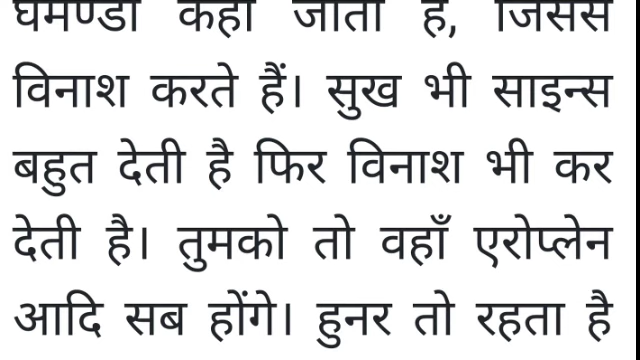 घमण्डी कहा जाता है, जिससे
विनाश करते हैं। सुख भी साइन्स
बहुत देती है फिर विनाश भी कर
देती है। तुमको तो वहाँ एरोप्लेन
आदि सब होंगे। हुनर तो रहता है